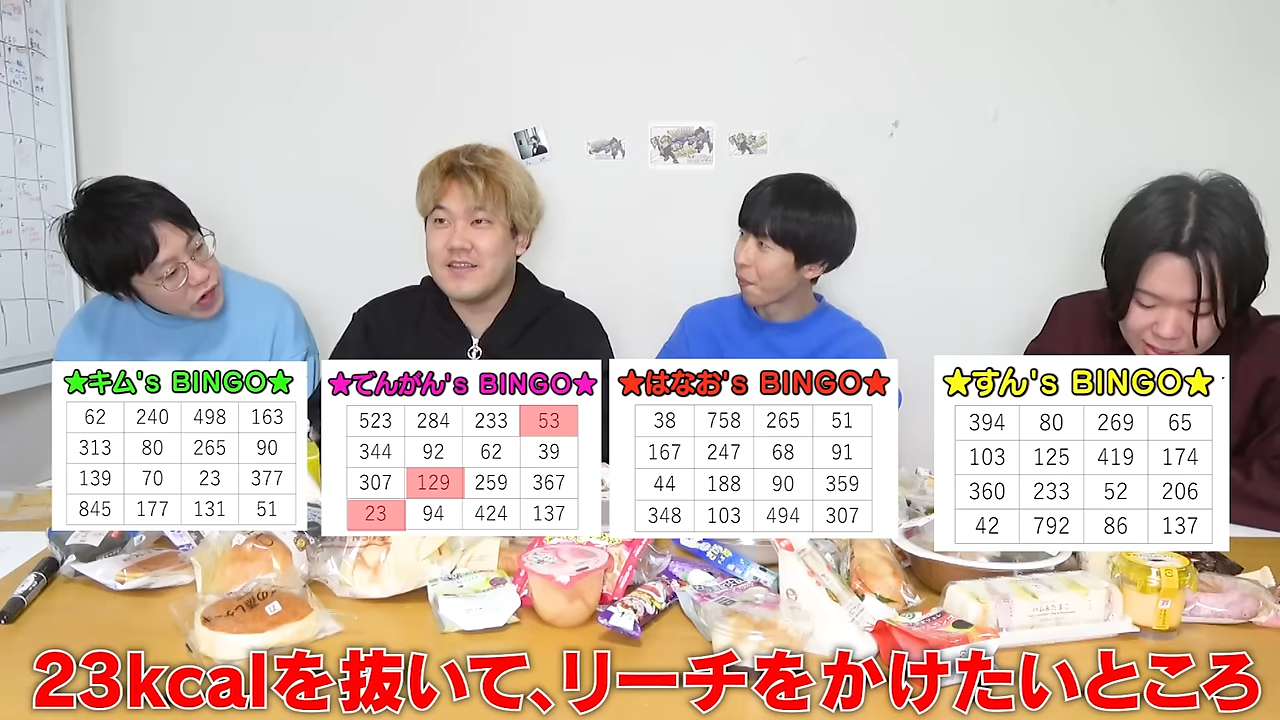 ★キム's BINGO★
62 240 498 163
313 80 265 90
139 70 23 377
845 177 131 51
★でんがん's BINGO★
523 284 233 53
344 92 62 39
307 129 259 367
23 94 424 137
★はなお's BINGO★
38 758 265 51
167 247 68 91
44 188 90 359
348 103 494 307
★すん's BINGO★
394 80 269 65
103 125 419 174
360 233 52 206
42 792 86 137
ハム&たまご
23kcalを抜いて、リーチをかけたいところ